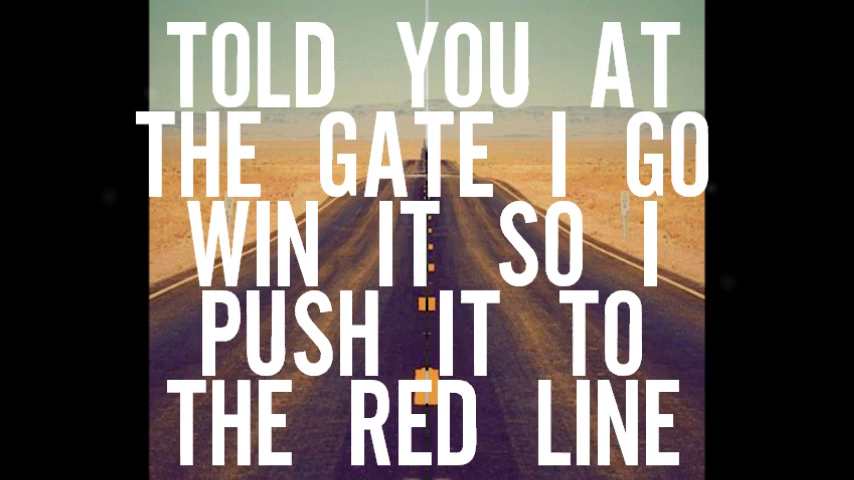 TOLD YOU AT
THE GATE I GO
WIN IT SO I
PUSH IT TO
THE RED LINE